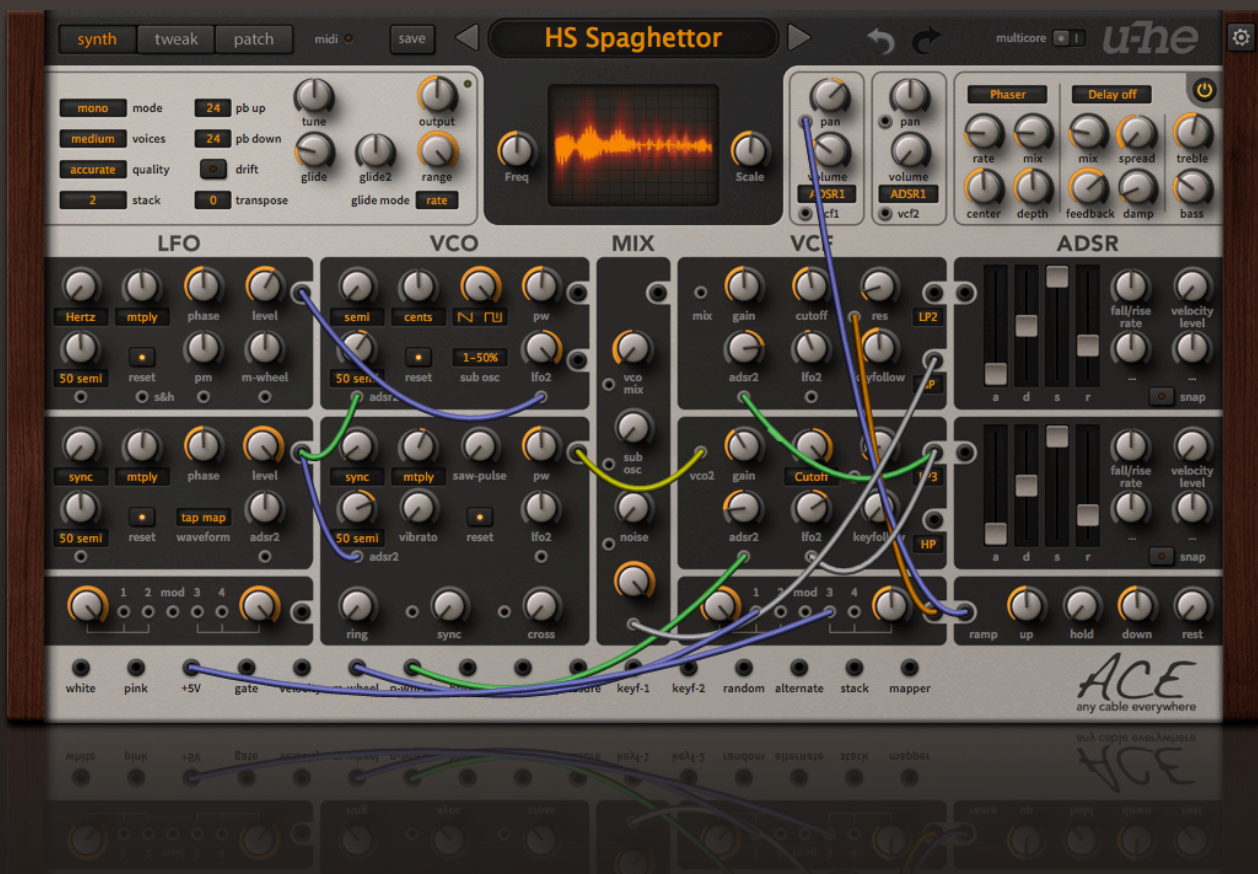 synth tweak patch midi save HS Spaghettor multicore u-he
mono mode 24 pb up tune output
medium voices 24 pb down
accurate quality drift glide glide2 range
2 stack 0 transpose glide mode rate
Freq Scale
pan pan
volume volume
ADSR1 ADSR1
vcf1 vcf2
Phaser Delay off
rate mix mix spread treble
center depth feedback damp bass
LFO VCO MIX VCF ADSR
Hertz mtply phase level
semi cents pw
mix gain cutoff res LP2
fall/rise rate velocity level
50 semi reset pm m-wheel
s&h
50 semi reset 1-50% sub osc lfo2
adsr2
vco mix
adsr2 lfo2 keyfollow
... ...
a d s r snap
sync mtply phase level
sync mtply saw-pulse pw
sub osc
vco2 gain Cutoff
fall/rise rate velocity level
50 semi reset tap map waveform adsr2
50 semi vibrato reset lfo2
adsr2
noise
adsr2 lfo2 keyfollow HP
... ...
a d s r snap
1 2 mod 3 4
ring sync cross
1 2 mod 3 4
ramp up hold down rest
white pink +5V gate velocity m-wheel keyf-1 keyf-2 random alternate stack mapper
ACE
any cable everywhere